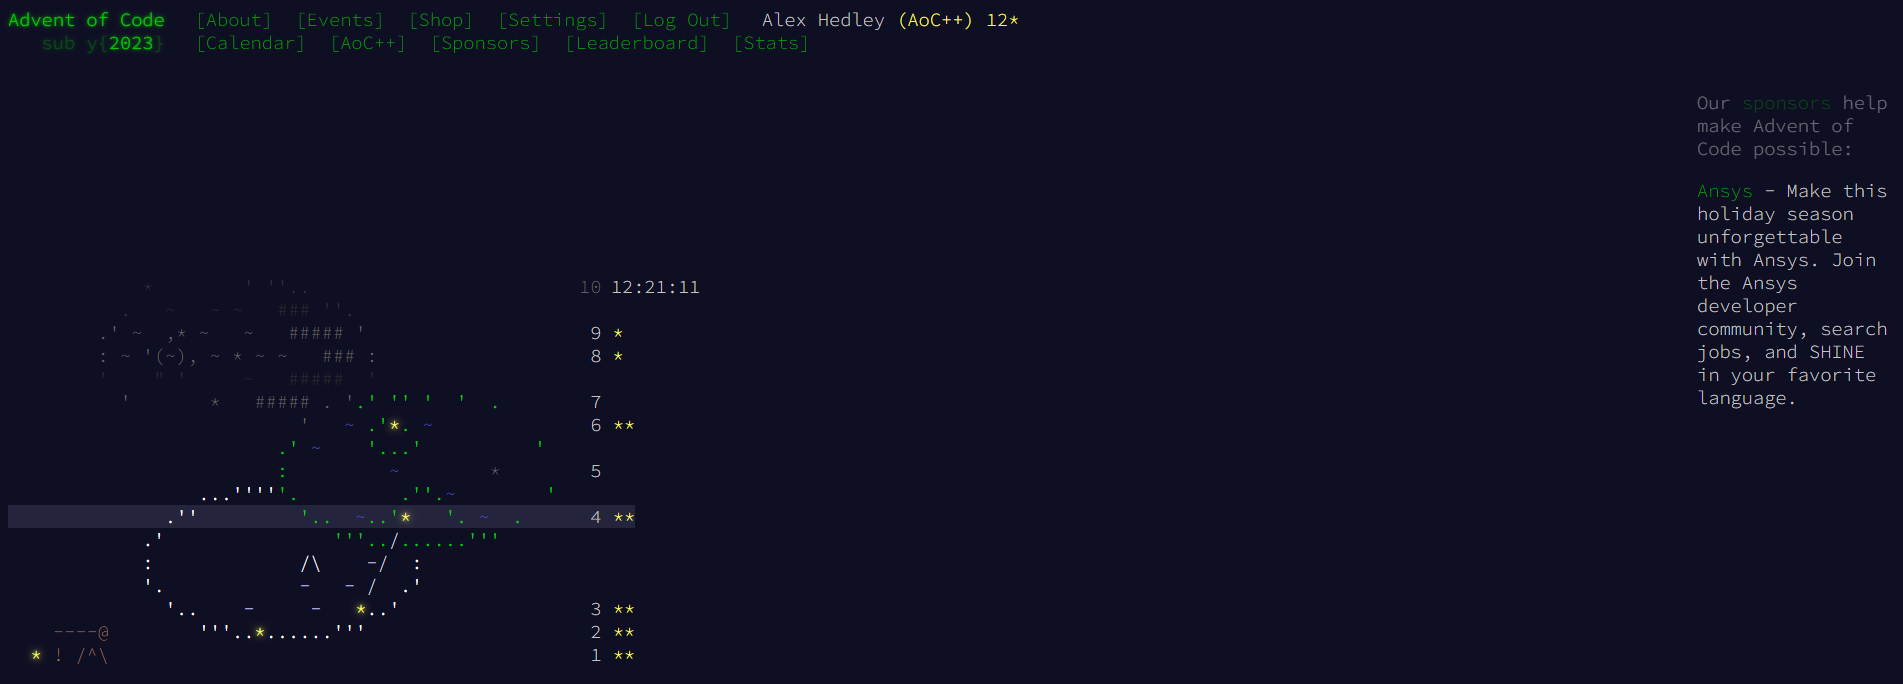 Advent of Code [About] [Events] [Shop] [Settings] [Log Out] Alex Hedley (AoC++) 12*
sub y{2023} [Calendar] [AoC++] [Sponsors] [Leaderboard] [Stats]
Our sponsors help
make Advent of
Code possible:
Ansys - Make this
holiday season
unforgettable
with Ansys. Join
the Ansys
developer
community, search
jobs, and SHINE
in your favorite
language.
10 12:21:11
9 *
8 *
7
6 **
5
4 **
3 **
2 **
1 **